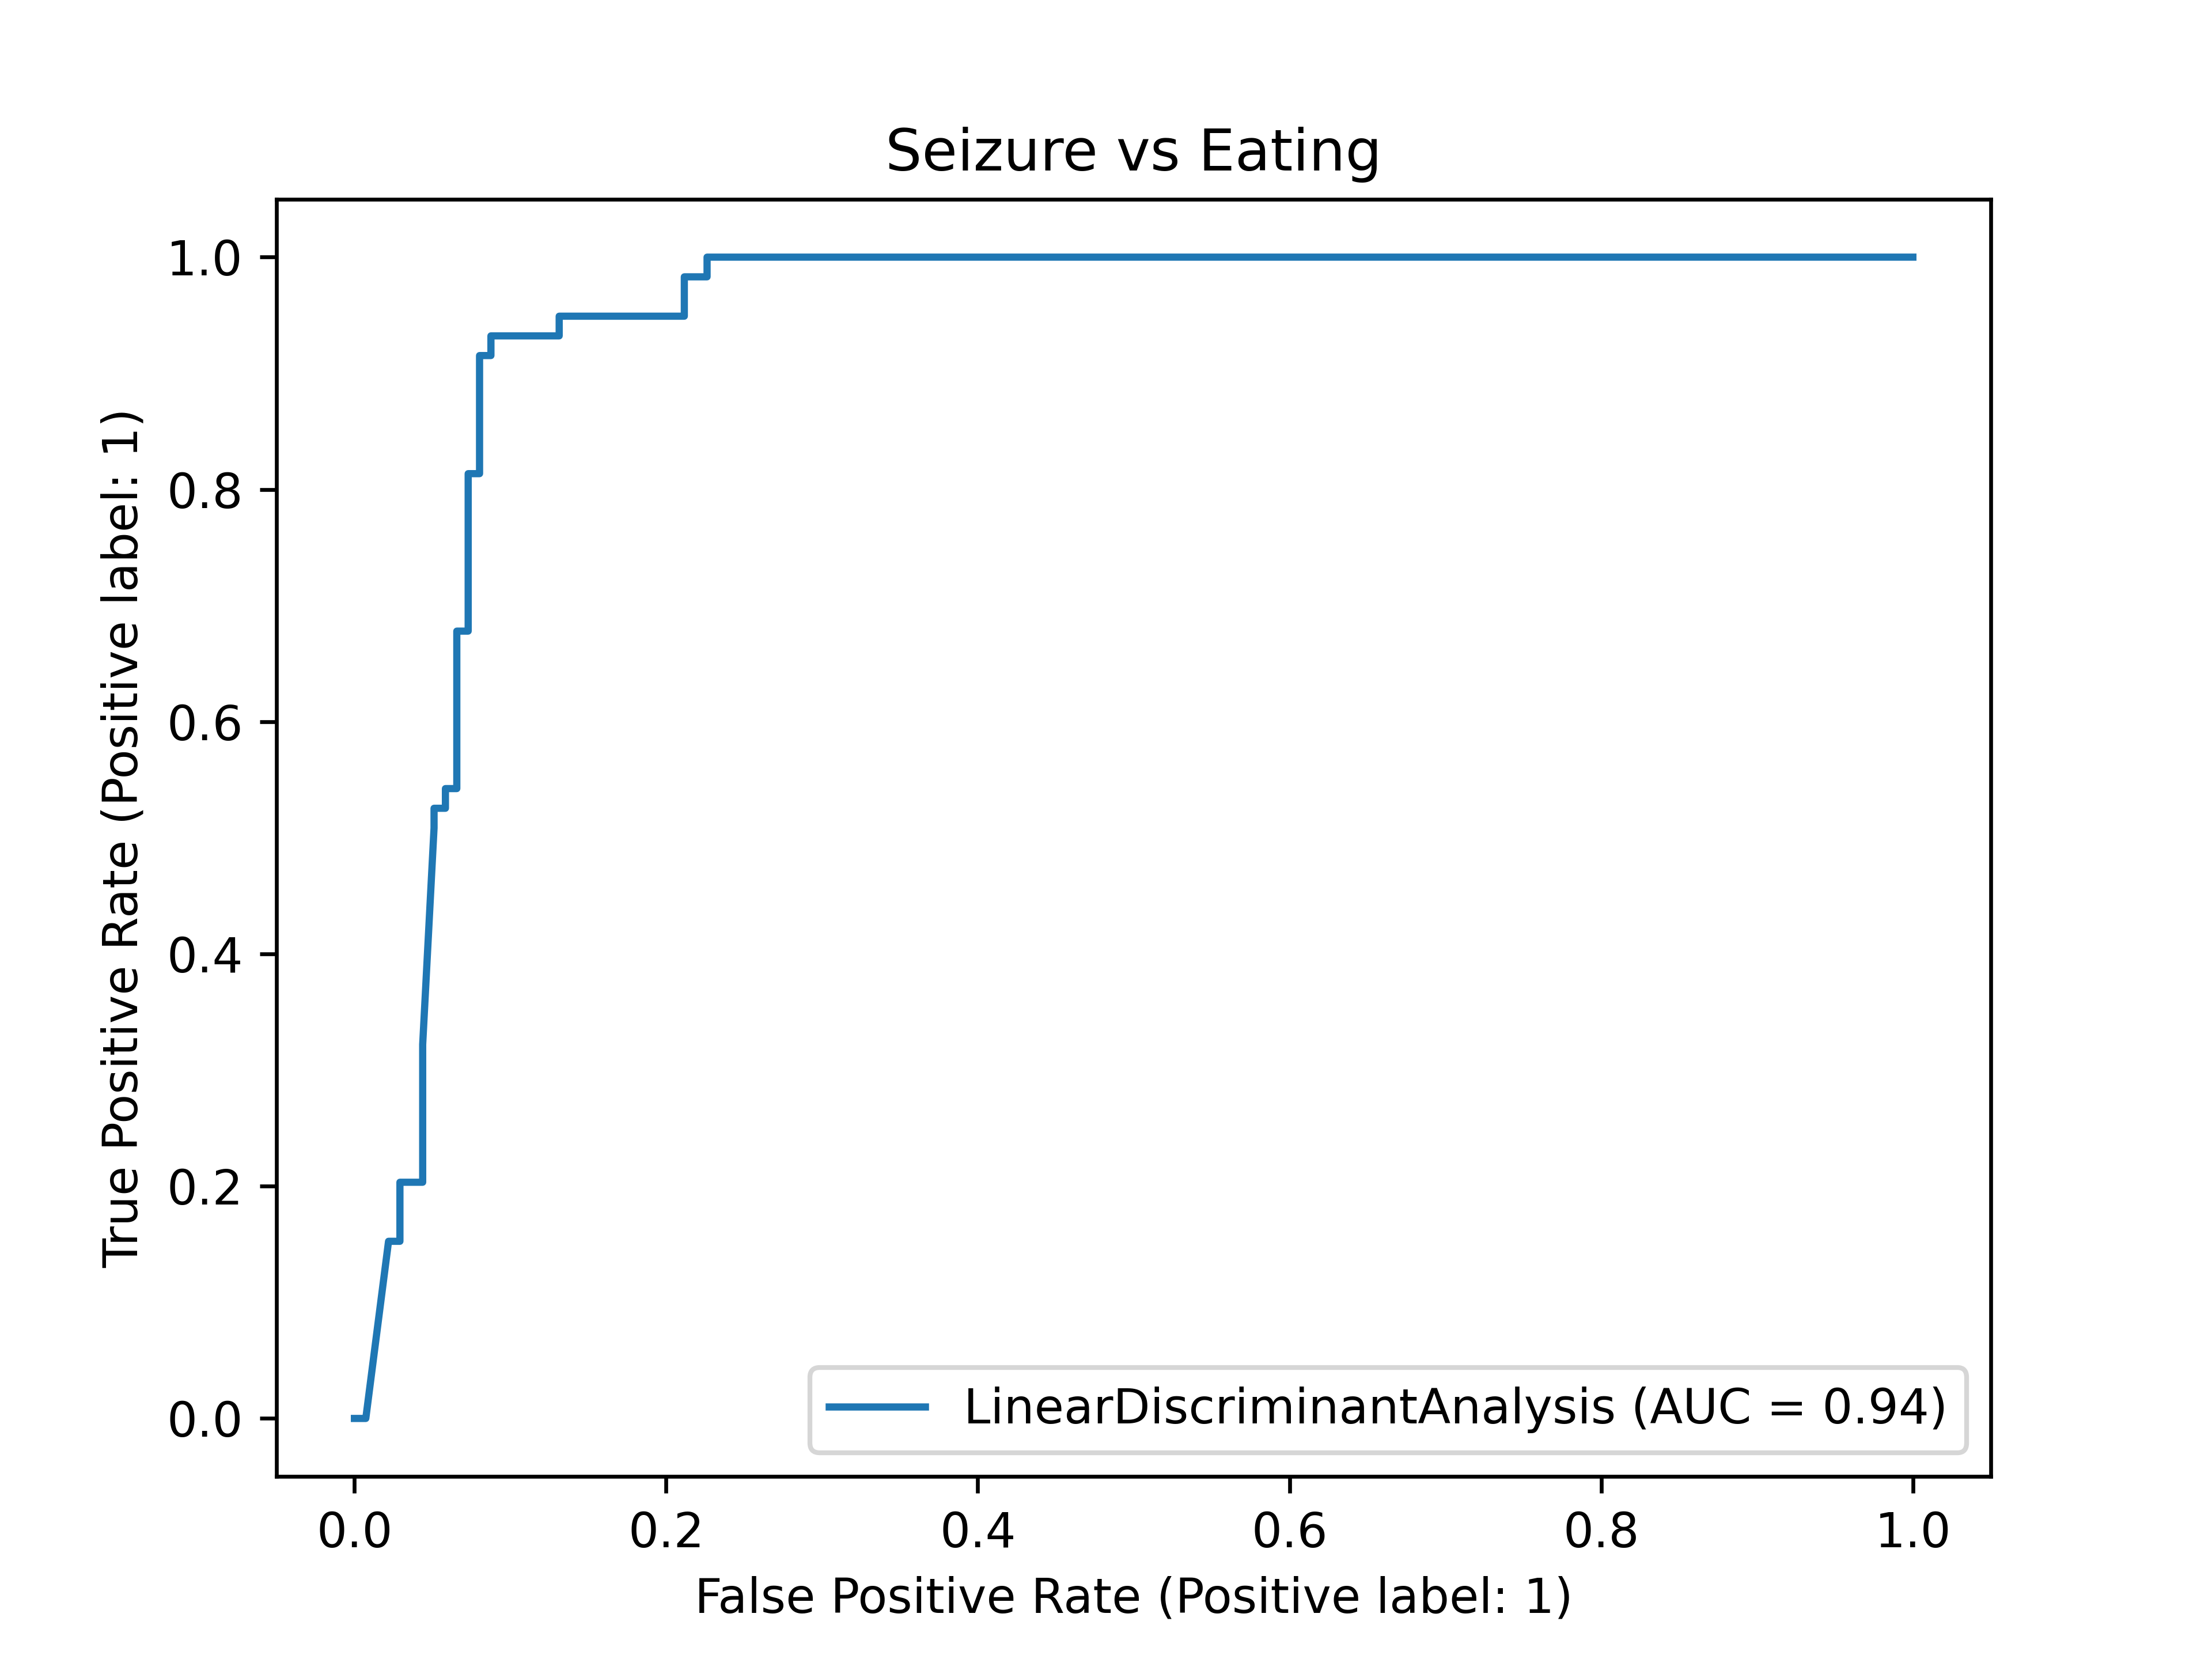 Seizure vs Eating
True Positive Rate (Positive label: 1)
1.0
0.8
0.6
0.4
0.2
0.0
LinearDiscriminantAnalysis (AUC = 0.94)
0.0 0.2 0.4 0.6 0.8 1.0
False Positive Rate (Positive label: 1)